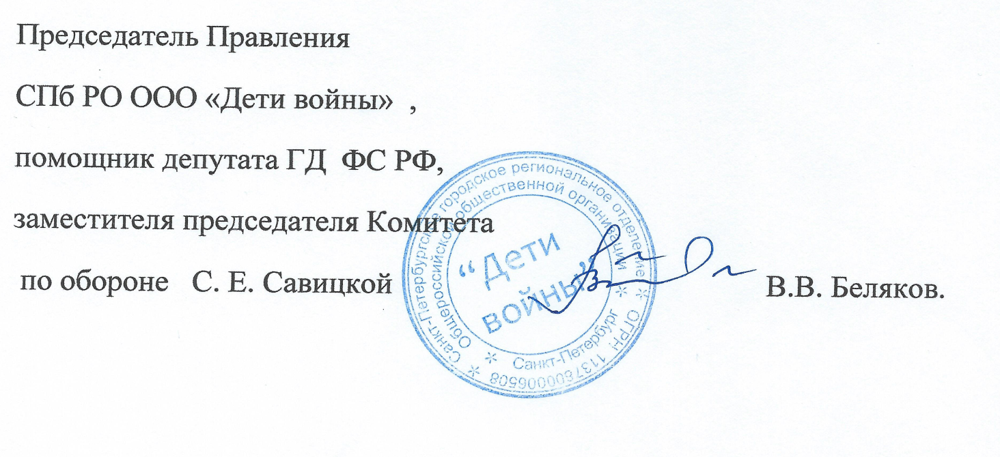 Председатель Правления
СПб РО ООО «Дети войны» ,
помощник депутата ГД ФС РФ,
заместителя председателя Комитета
по обороне С. Е. Савицкой
В.В. Беляков.
Санкт-Петербургское городское региональное отделение * ОГРН 1137800006508 *
Общероссийской общественной организации * Санкт-Петербург *
“Дети
войны”